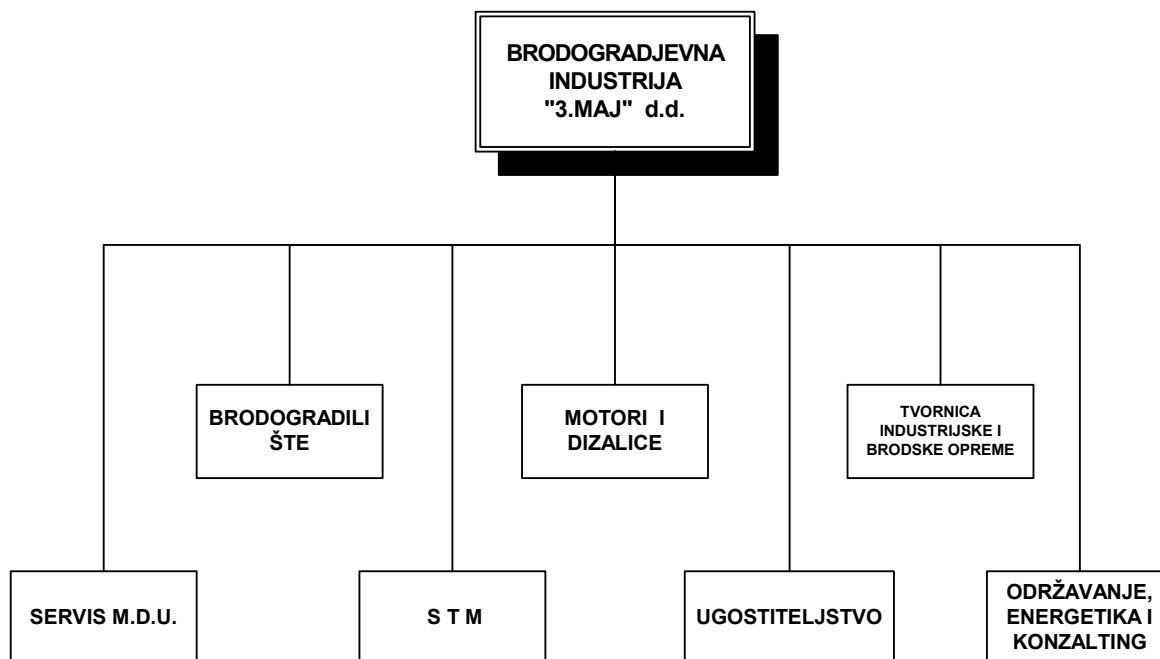 BRODOGRADJEVNA
INDUSTRIJA
"3.MAJ" d.d.
BRODOGRADILI
ŠTE
MOTORI I
DIZALICE
TVORNICA
INDUSTRIJSKE I
BRODSKE OPREME
SERVIS M.D.U.
S T M
UGOSTITELJSTVO
ODRŽAVANJE,
ENERGETIKA I
KONZALTING